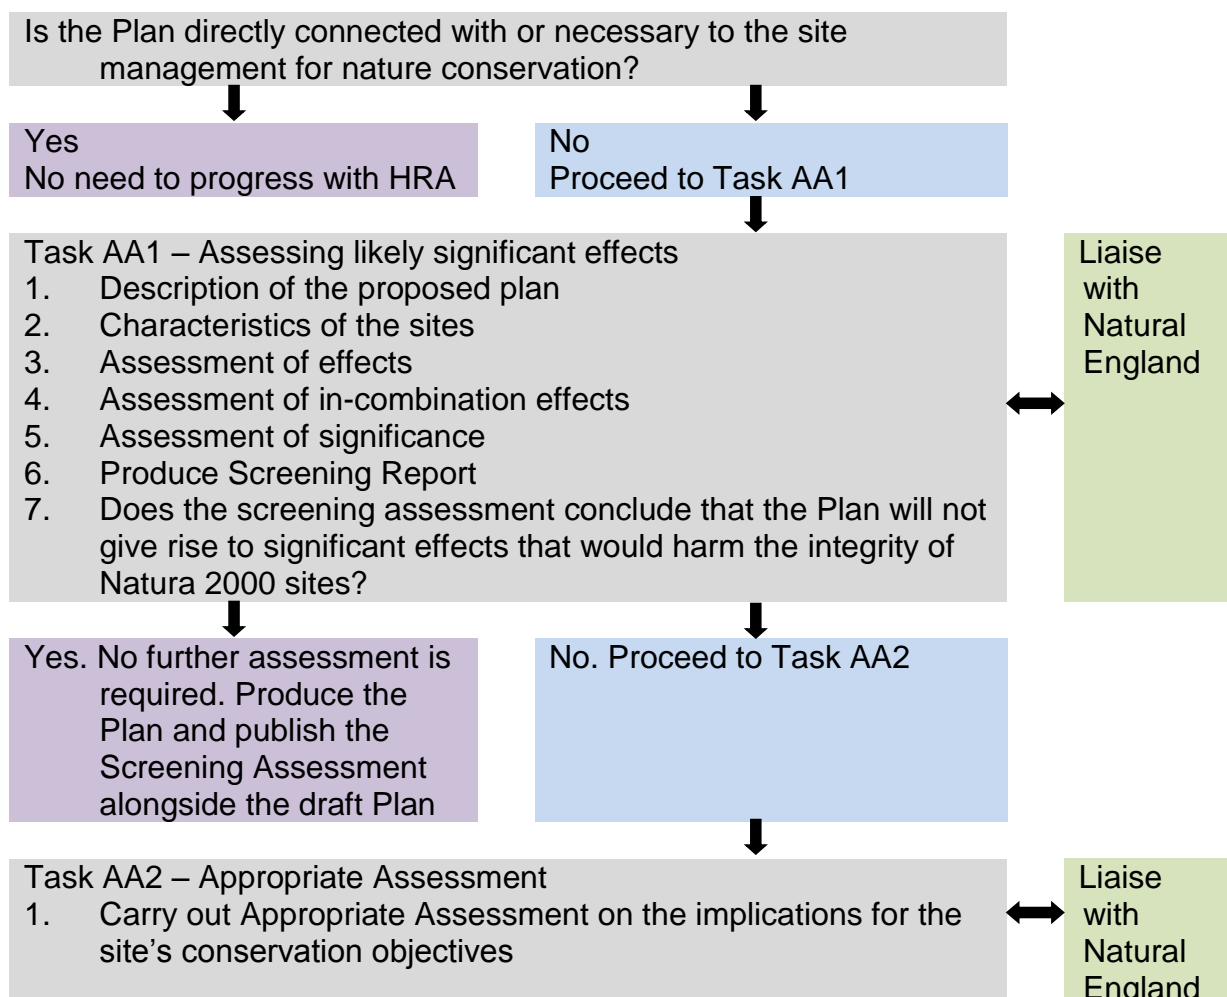 Is the Plan directly connected with or necessary to the site
management for nature conservation?
Yes
No need to progress with HRA
No
Proceed to Task AA1
Task AA1 – Assessing likely significant effects
1. Description of the proposed plan
2. Characteristics of the sites
3. Assessment of effects
4. Assessment of in-combination effects
5. Assessment of significance
6. Produce Screening Report
7. Does the screening assessment conclude that the Plan will not
give rise to significant effects that would harm the integrity of
Natura 2000 sites?
Liaise
with
Natural
England
Yes. No further assessment is
required. Produce the
Plan and publish the
Screening Assessment
alongside the draft Plan
No. Proceed to Task AA2
Task AA2 – Appropriate Assessment
1. Carry out Appropriate Assessment on the implications for the
site's conservation objectives
Liaise
with
Natural
England